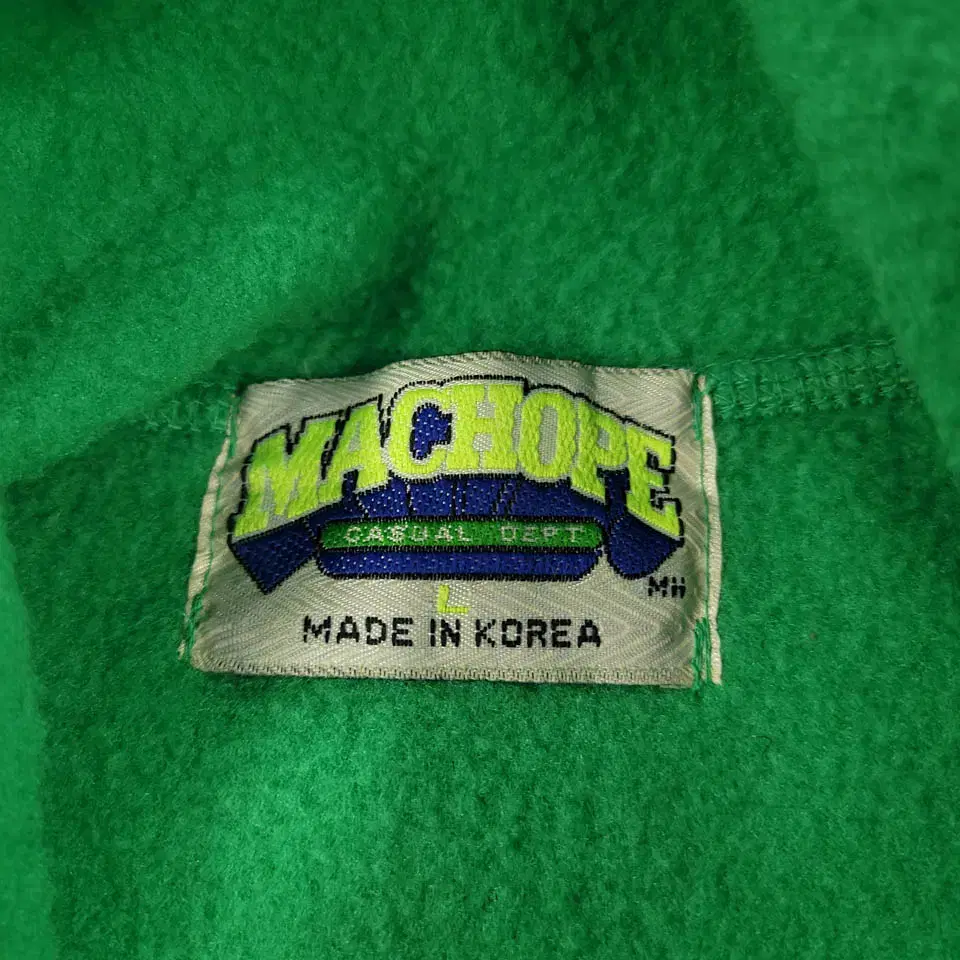 MACHOPE
CASUAL DEPT
MH
L
MADE IN KOREA